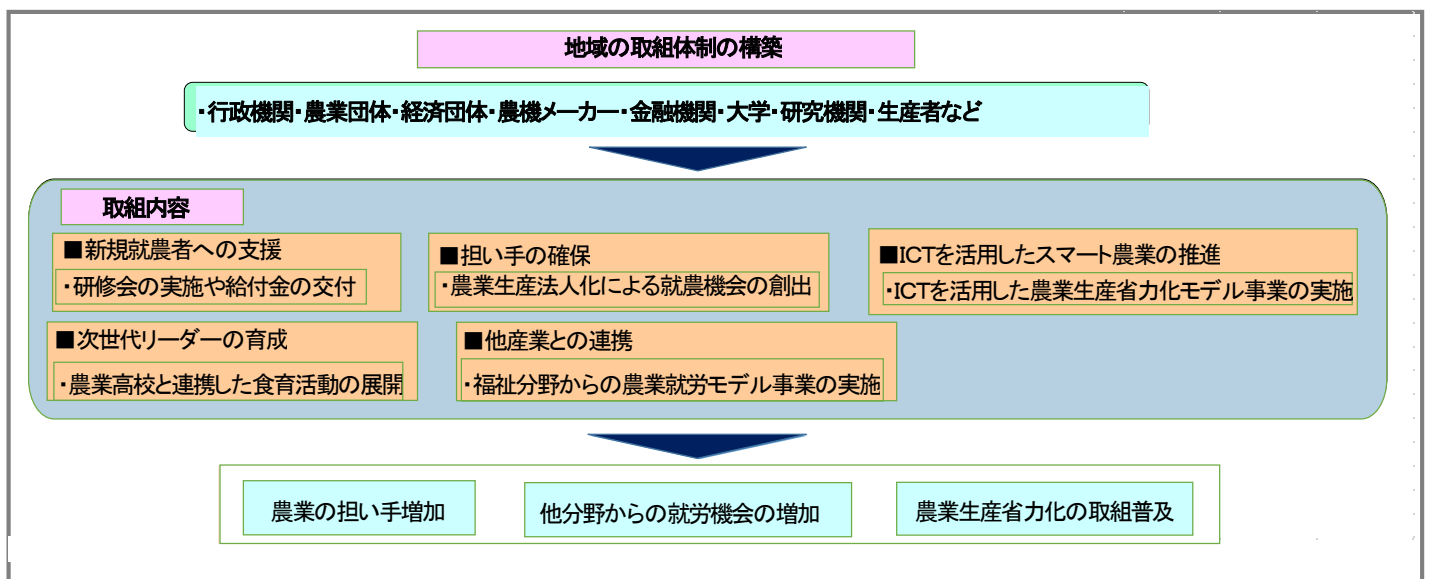 地域の取組体制の構築
・行政機関・農業団体・経済団体・農機メーカー・金融機関・大学・研究機関・生産者など
取組内容
■新規就農者への支援
・研修会の実施や給付金の交付
■担い手の確保
・農業生産法人化による就農機会の創出
■ICTを活用したスマート農業の推進
・ICTを活用した農業生産省力化モデル事業の実施
■次世代リーダーの育成
・農業高校と連携した食育活動の展開
■他産業との連携
・福祉分野からの農業就労モデル事業の実施
農業の担い手増加
他分野からの就労機会の増加
農業生産省力化の取組普及